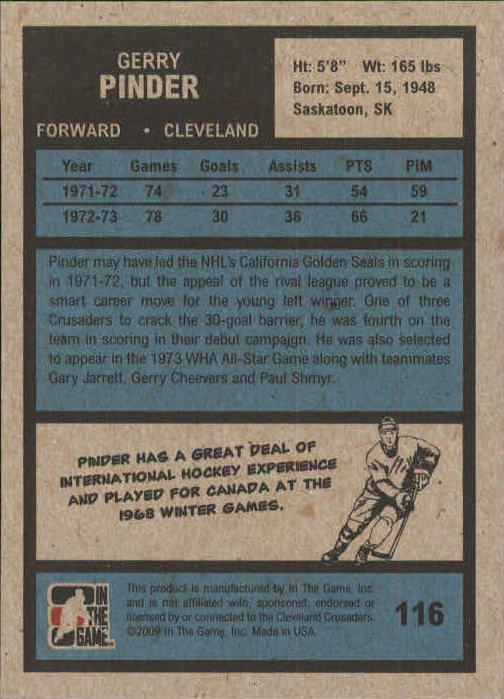 GERRY
PINDER
FORWARD • CLEVELAND
Ht: 5'8" Wt: 165 lbs
Born: Sept. 15, 1948
Saskatoon, SK
Year Games Goals Assists PTS PIM
1971-72 74 23 31 54 59
1972-73 78 30 36 66 21
Pinder may have led the NHL's California Golden Seals in scoring
in 1971-72, but the appeal of the rival league proved to be a
smart career move for the young left winger. One of three
Crusaders to crack the 30-goal barrier, he was fourth on the
team in scoring in their debut campaign. He was also selected
to appear in the 1973 WHA All-Star Game along with teammates
Gary Jarrett, Gerry Cheevers and Paul Shmyr.
PINDER HAS A GREAT DEAL OF
INTERNATIONAL HOCKEY EXPERIENCE
AND PLAYED FOR CANADA AT THE
1968 WINTER GAMES.
IN
THE
GAME
This product is manufactured by In The Game, Inc.
and is not affiliated with, sponsored, endorsed or
licensed by or connected to the Cleveland Crusaders.
©2009 In The Game, Inc. Made in USA.
116